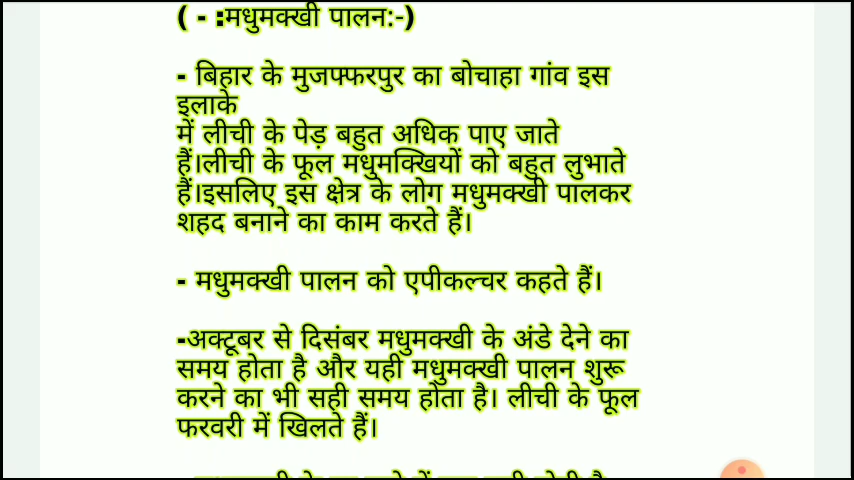 ( - :मधुमक्खी पालन:-)
- बिहार के मुजफ्फरपुर का बोचाहा गांव इस
इलाके
में लीची के पेड़ बहुत अधिक पाए जाते
हैं।लीची के फूल मधुमक्खियों को बहुत लुभाते
हैं।इसलिए इस क्षेत्र के लोग मधुमक्खी पालकर
शहद बनाने का काम करते हैं।
- मधुमक्खी पालन को एपीकल्चर कहते हैं।
-अक्टूबर से दिसंबर मधुमक्खी के अंडे देने का
समय होता है और यही मधुमक्खी पालन शुरू
करने का भी सही समय होता है। लीची के फूल
फरवरी में खिलते हैं।